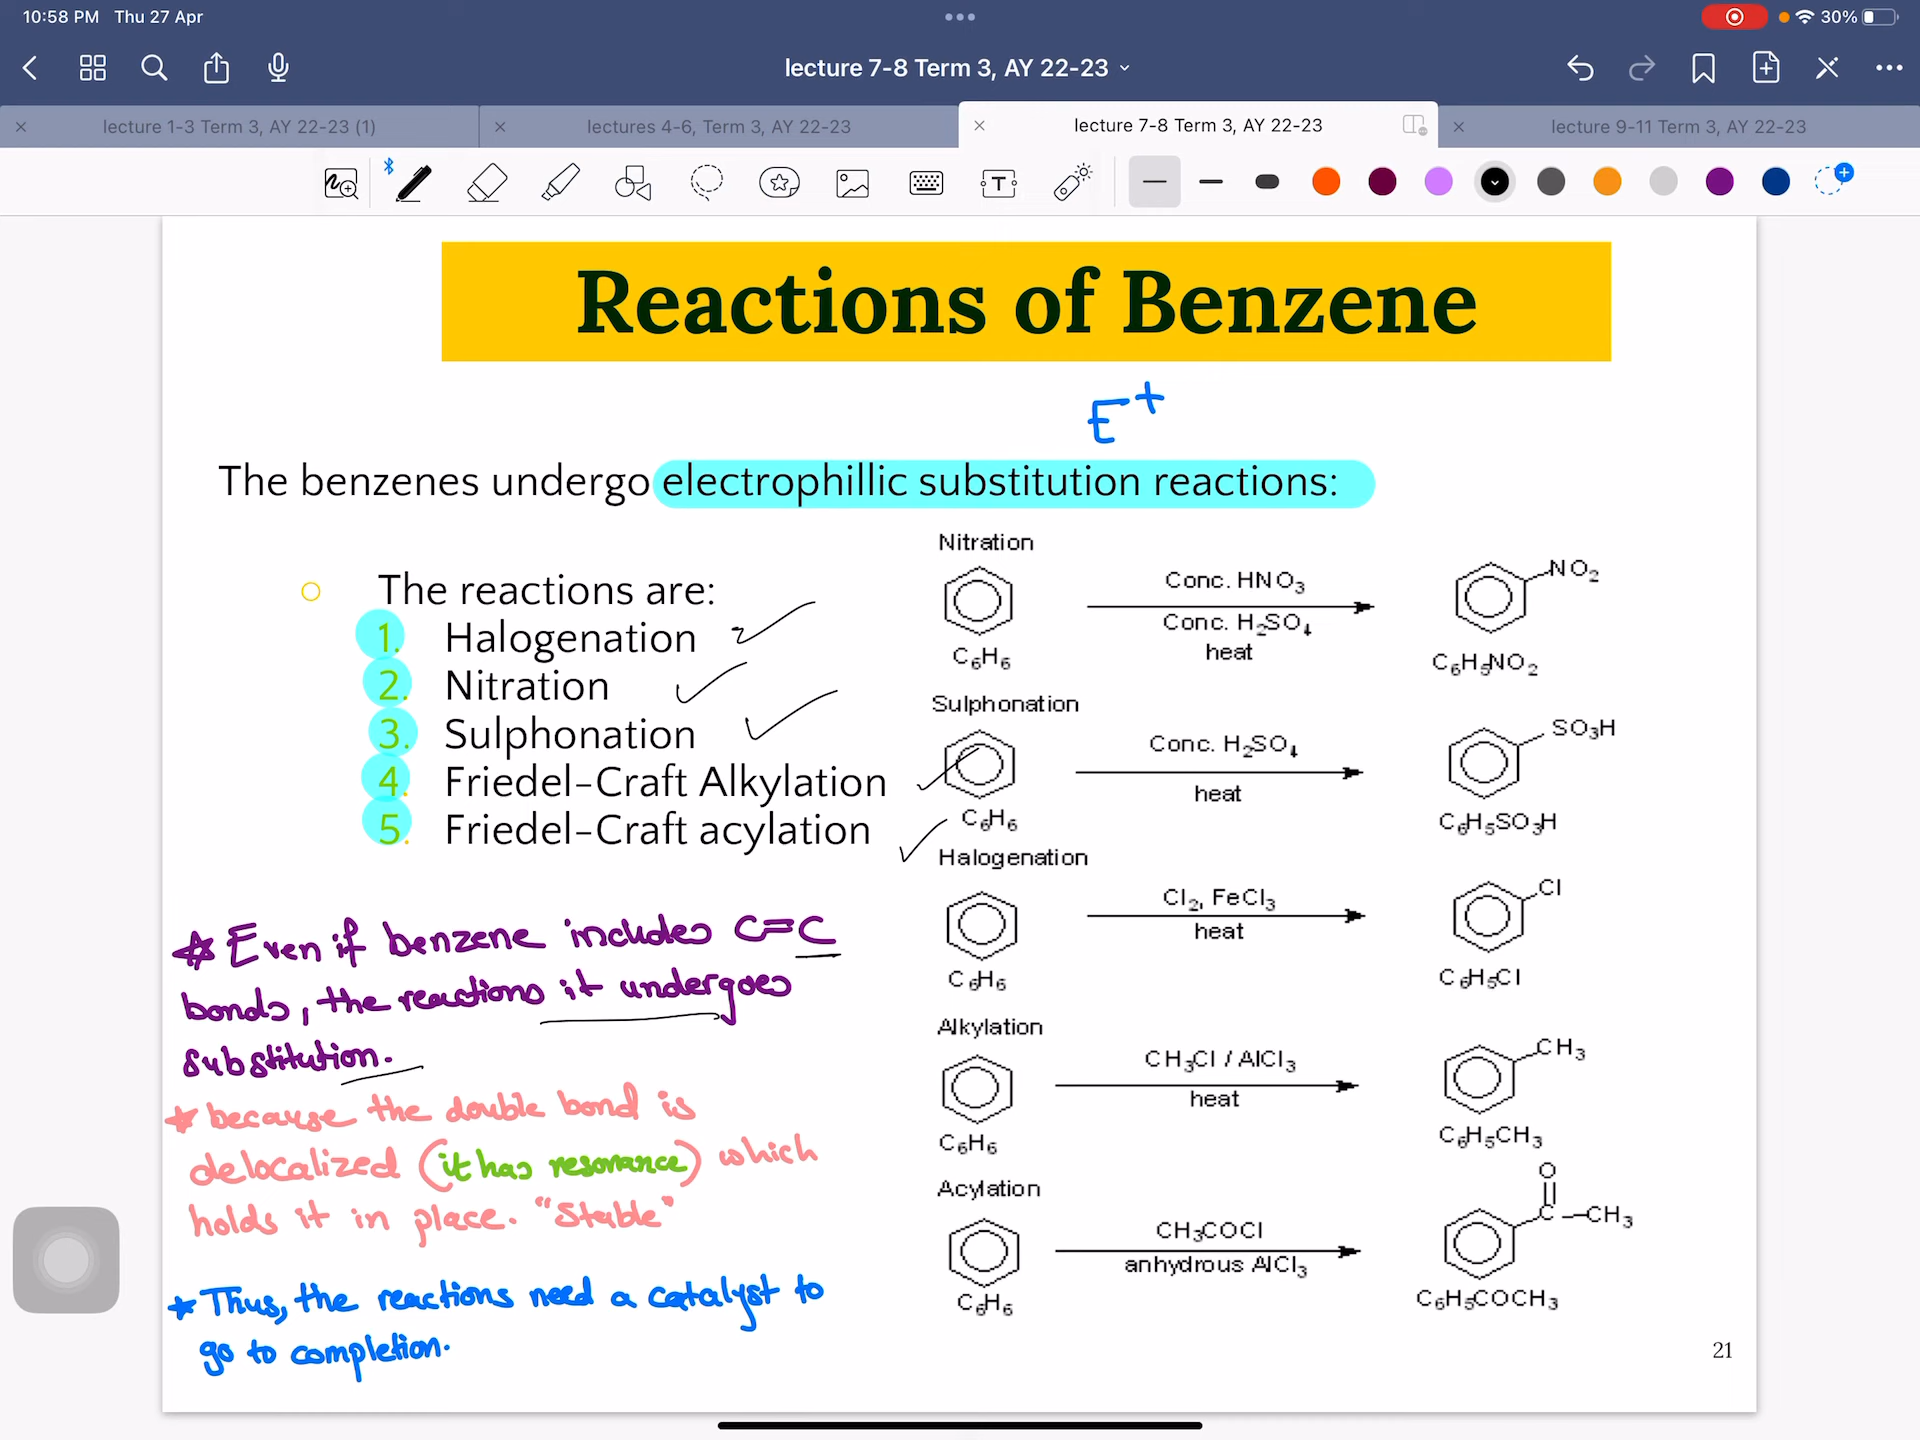 10:58 PM Thu 27 Apr
30%
lecture 7-8 Term 3, AY 22-23
lecture 1-3 Term 3, AY 22-23 (1)
lectures 4-6, Term 3, AY 22-23
lecture 7-8 Term 3, AY 22-23
lecture 9-11 Term 3, AY 22-23
Reactions of Benzene
E⁺
The benzenes undergo electrophillic substitution reactions:
The reactions are:
1. Halogenation
2. Nitration
3. Sulphonation
4. Friedel-Craft Alkylation
5. Friedel-Craft acylation
☆ Even if benzene includes C=C
bonds, the reactions it undergoes
substitution.
★ because the double bond is
delocalized (it has resonance) which
holds it in place. "Stable"
★ Thus, the reactions need a catalyst to
go to completion.
Nitration
C₆H₆
Conc. HNO₃
Conc. H₂SO₄
heat
NO₂
C₆H₅NO₂
Sulphonation
C₆H₆
Conc. H₂SO₄
heat
SO₃H
C₆H₅SO₃H
Halogenation
C₆H₆
Cl₂, FeCl₃
heat
Cl
C₆H₅Cl
Alkylation
C₆H₆
CH₃Cl / AlCl₃
heat
CH₃
C₆H₅CH₃
Acylation
C₆H₆
CH₃COCl
anhydrous AlCl₃
O
C—CH₃
C₆H₅COCH₃
21